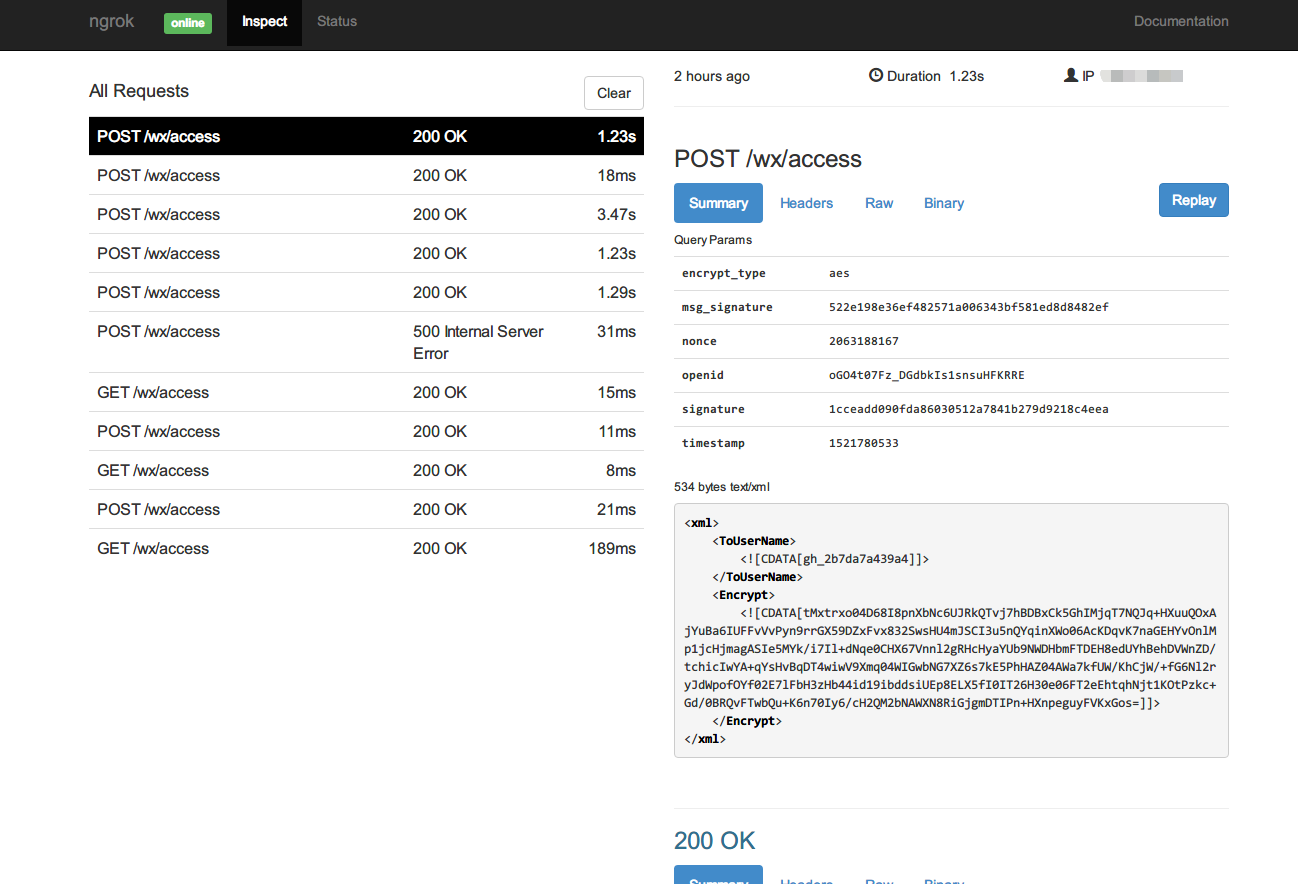 ngrok online Inspect Status Documentation
All Requests Clear
POST /wx/access 200 OK 1.23s
POST /wx/access 200 OK 18ms
POST /wx/access 200 OK 3.47s
POST /wx/access 200 OK 1.23s
POST /wx/access 200 OK 1.29s
POST /wx/access 500 Internal Server 31ms
Error
GET /wx/access 200 OK 15ms
POST /wx/access 200 OK 11ms
GET /wx/access 200 OK 8ms
POST /wx/access 200 OK 21ms
GET /wx/access 200 OK 189ms
2 hours ago Duration 1.23s IP
POST /wx/access
Summary Headers Raw Binary Replay
Query Params
encrypt_type aes
msg_signature 522e198e36ef482571a006343bf581ed8d8482ef
nonce 2063188167
openid oGO4t07Fz_DGdbkIs1snsuHFKRRE
signature 1cceadd090fda86030512a7841b279d9218c4eea
timestamp 1521780533
534 bytes text/xml
<xml>
<ToUserName>
<![CDATA[gh_2b7da7a439a4]]>
</ToUserName>
<Encrypt>
<![CDATA[tMxtrxo04D68I8pnXbNc6UJRkQTvj7hBDBxCk5GhIMjqT7NQJq+HXuuQOxA
jYuBa6IUFFvVvPyn9rrGX59DZxFvx832SwsHU4mJSCI3u5nQYqinXWo06AcKDqvK7naGEHYvOnlM
p1jcHjmagASIe5MYk/i7Il+dNqe0CHX67Vnnl2gRHcHyaYUb9NWDHbmFTDEH8edUYhBehDVWnZD/
tchicIwYA+qYsHvBqDT4wiwV9Xmq04WIGwbNG7XZ6s7kE5PhHAZ04AWa7kfUW/KhCjW/+fG6Nl2r
yJdWpofOYf02E7lFbH3zHb44id19ibddsiUEp8ELX5fI0IT26H30e06FT2eEhtqhNjt1KOtPzkc+
Gd/0BRQvFTwbQu+K6n70Iy6/cH2QM2bNAWXN8RiGjgmDTIPn+HXnpeguyFVKxGos=]]>
</Encrypt>
</xml>
200 OK
Summary Headers Raw Binary